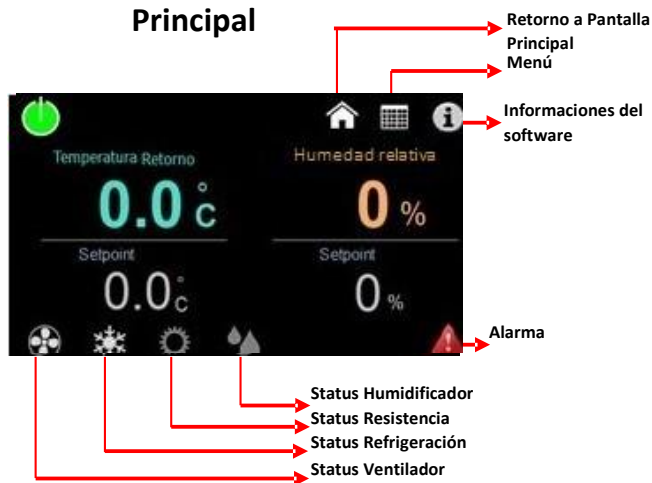 Principal
Retorno a Pantalla
Principal
Menú
Informaciones del
software
Temperatura Retorno
Humedad relativa
0.0 °C
0 %
Setpoint
Setpoint
0.0 °C
0 %
Alarma
Status Humidificador
Status Resistencia
Status Refrigeración
Status Ventilador